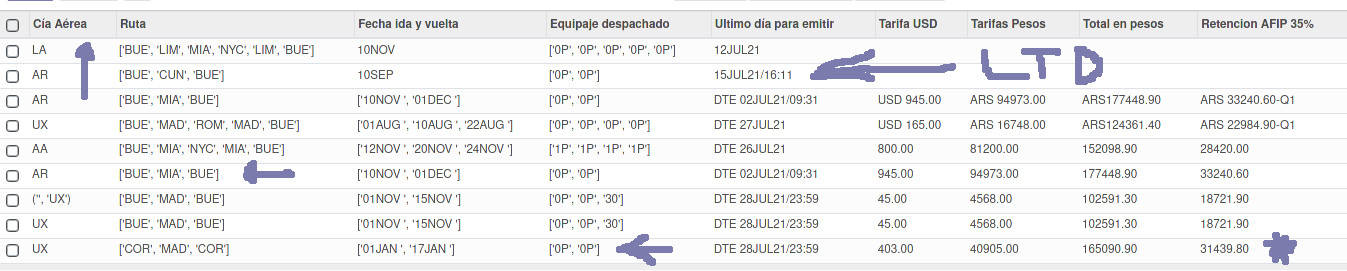 Cía Aérea Ruta Fecha ida y vuelta Equipaje despachado Ultimo día para emitir Tarifa USD Tarifas Pesos Total en pesos Retencion AFIP 35%
LA ['BUE', 'LIM', 'MIA', 'NYC', 'LIM', 'BUE'] 10NOV ['0P', '0P', '0P', '0P', '0P'] 12JUL21
AR ['BUE', 'CUN', 'BUE'] 10SEP ['0P', '0P'] 15JUL21/16:11 LTD
AR ['BUE', 'MIA', 'BUE'] ['10NOV ', '01DEC '] ['0P', '0P'] DTE 02JUL21/09:31 USD 945.00 ARS 94973.00 ARS177448.90 ARS 33240.60-Q1
UX ['BUE', 'MAD', 'ROM', 'MAD', 'BUE'] ['01AUG ', '10AUG ', '22AUG '] ['0P', '0P', '0P', '0P'] DTE 27JUL21 USD 165.00 ARS 16748.00 ARS124361.40 ARS 22984.90-Q1
AA ['BUE', 'MIA', 'NYC', 'MIA', 'BUE'] ['12NOV ', '20NOV ', '24NOV '] ['1P', '1P', '1P', '1P'] DTE 26JUL21 800.00 81200.00 152098.90 28420.00
AR ['BUE', 'MIA', 'BUE'] ['10NOV ', '01DEC '] ['0P', '0P'] DTE 02JUL21/09:31 945.00 94973.00 177448.90 33240.60
('', 'UX') ['BUE', 'MAD', 'BUE'] ['01NOV ', '15NOV '] ['0P', '0P', '30'] DTE 28JUL21/23:59 45.00 4568.00 102591.30 18721.90
UX ['BUE', 'MAD', 'BUE'] ['01NOV ', '15NOV '] ['0P', '0P', '30'] DTE 28JUL21/23:59 45.00 4568.00 102591.30 18721.90
UX ['COR', 'MAD', 'COR'] ['01JAN ', '17JAN '] ['0P', '0P'] DTE 28JUL21/23:59 403.00 40905.00 165090.90 31439.80